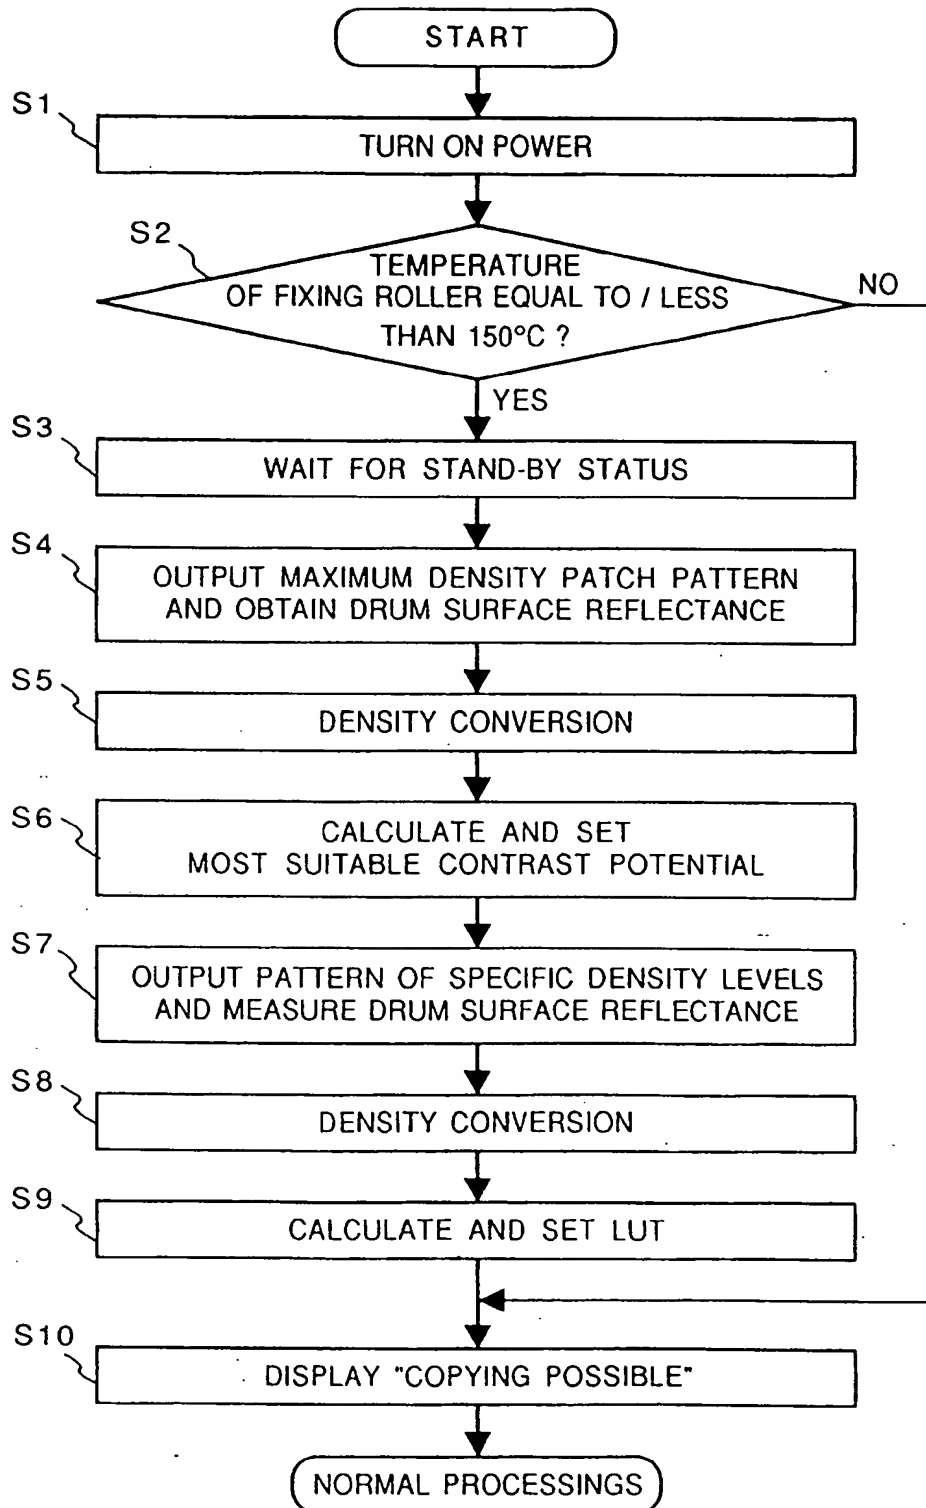 START
S1
TURN ON POWER
S2
TEMPERATURE
OF FIXING ROLLER EQUAL TO / LESS
THAN 150°C ?
NO
YES
S3
WAIT FOR STAND-BY STATUS
S4
OUTPUT MAXIMUM DENSITY PATCH PATTERN
AND OBTAIN DRUM SURFACE REFLECTANCE
S5
DENSITY CONVERSION
S6
CALCULATE AND SET
MOST SUITABLE CONTRAST POTENTIAL
S7
OUTPUT PATTERN OF SPECIFIC DENSITY LEVELS
AND MEASURE DRUM SURFACE REFLECTANCE
S8
DENSITY CONVERSION
S9
CALCULATE AND SET LUT
S10
DISPLAY "COPYING POSSIBLE"
NORMAL PROCESSINGS